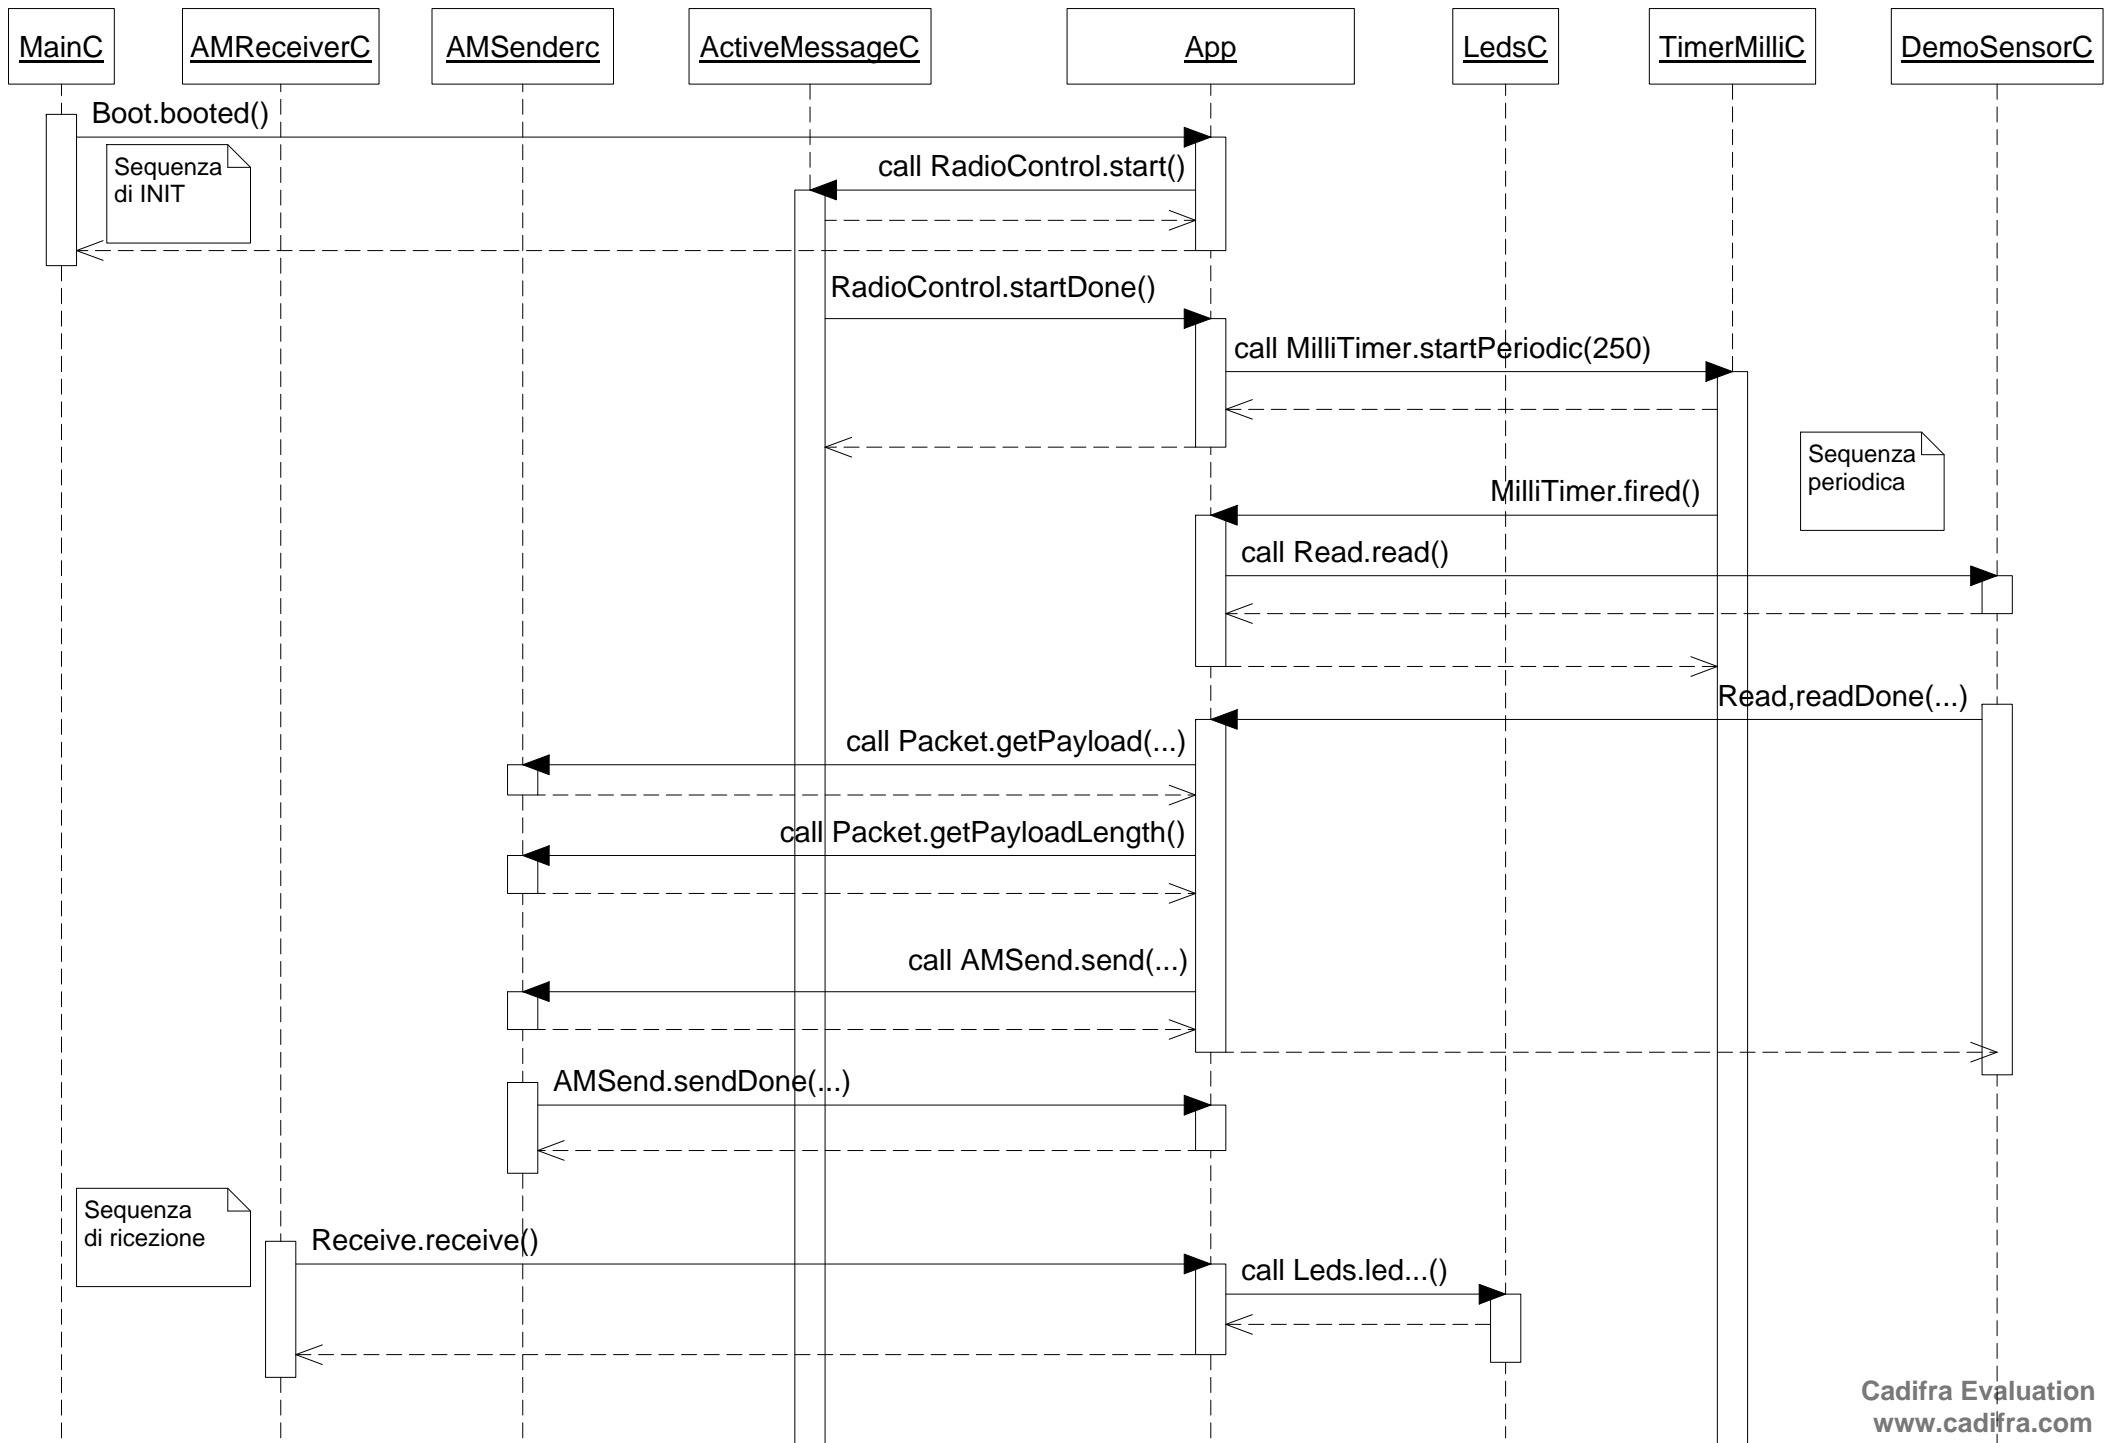 MainC
AMReceiverC
AMSenderc
ActiveMessageC
App
LedsC
TimerMilliC
DemoSensorC
Boot.booted()
Sequenza
di INIT
call RadioControl.start()
RadioControl.startDone()
call MilliTimer.startPeriodic(250)
Sequenza
periodica
MilliTimer.fired()
call Read.read()
Read,readDone(...)
call Packet.getPayload(...)
call Packet.getPayloadLength()
call AMSend.send(...)
AMSend.sendDone(...)
Sequenza
di ricezione
Receive.receive()
call Leds.led...()
Cadifra Evaluation
www.cadifra.com